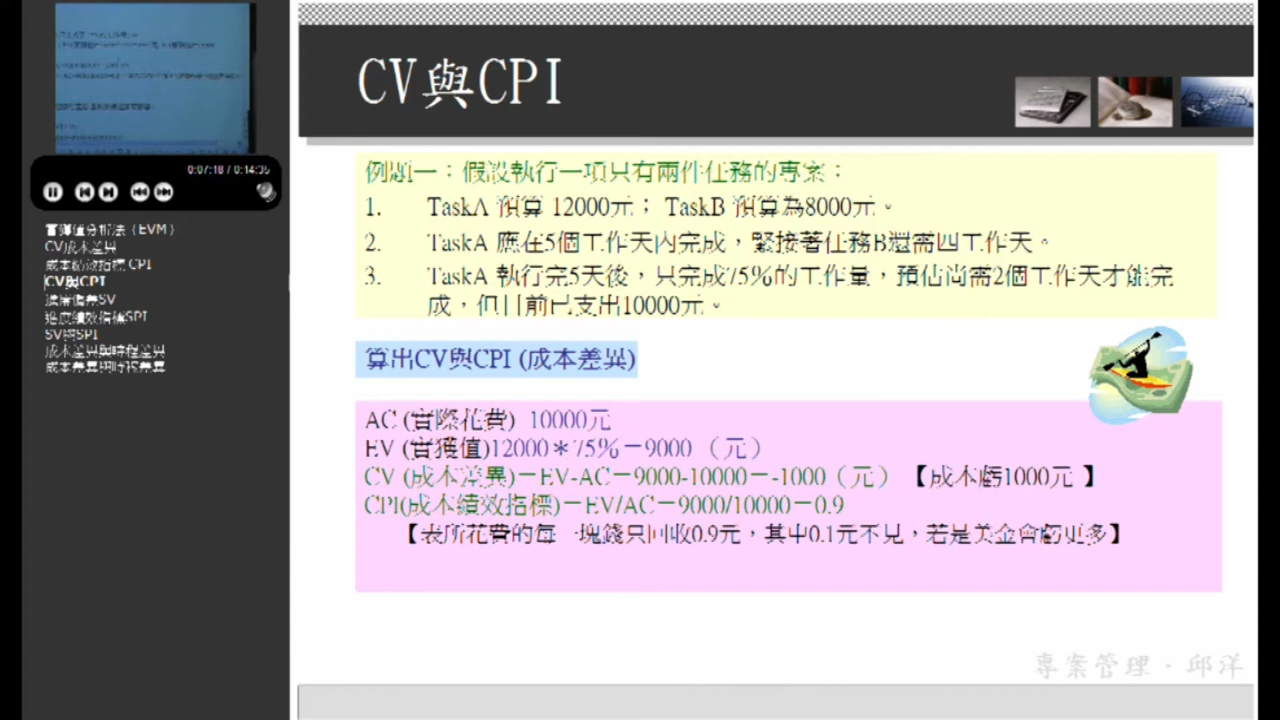 0:07:18 / 0:14:35
實獲值分析法（EVM）
CV成本差異
成本績效指標 CPI
CV與CPI
進度偏差SV
進度績效指標SPI
SV與SPI
成本差異與時程差異
成本差異與時程差異
CV與CPI
例題一：假設執行一項只有兩件任務的專案：
1. TaskA 預算 12000元； TaskB 預算為8000元。
2. TaskA 應在5個工作天內完成，緊接著任務B還需四工作天。
3. TaskA 執行完5天後，只完成75%的工作量，預估尚需2個工作天才能完
成，但目前已支出10000元。
算出CV與CPI (成本差異)
AC (實際花費) 10000元
EV (實獲值)12000＊75%＝9000 （元）
CV (成本差異)＝EV-AC＝9000-10000＝-1000（元）【成本虧1000元 】
CPI(成本績效指標)＝EV/AC＝9000/10000＝0.9
【表所花費的每一塊錢只回收0.9元，其中0.1元不見，若是美金會虧更多】
專案管理・邱洋